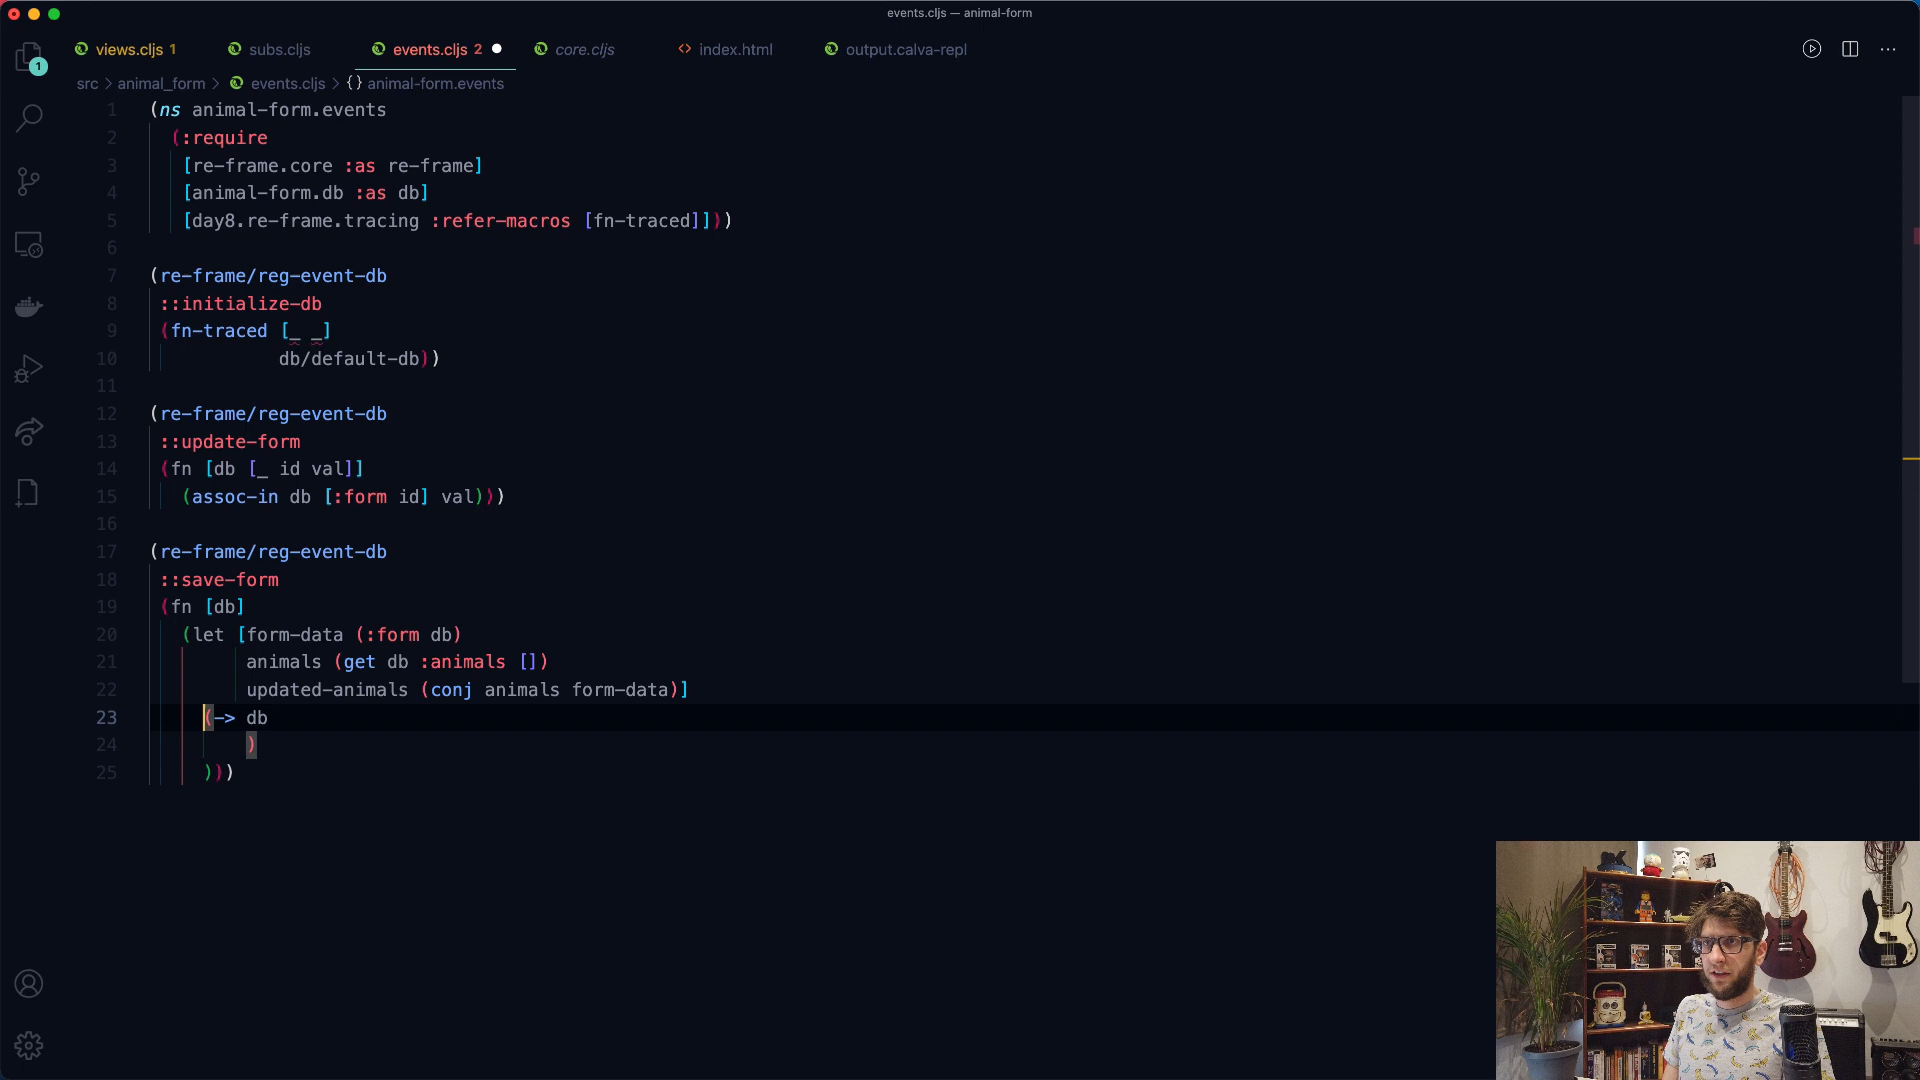 events.cljs — animal-form
views.cljs 1
subs.cljs
events.cljs 2
core.cljs
index.html
output.calva-repl
1
src > animal_form > events.cljs > {} animal-form.events
1 (ns animal-form.events
2 (:require
3 [re-frame.core :as re-frame]
4 [animal-form.db :as db]
5 [day8.re-frame.tracing :refer-macros [fn-traced]]))
6
7 (re-frame/reg-event-db
8 ::initialize-db
9 (fn-traced [_ _]
10 db/default-db))
11
12 (re-frame/reg-event-db
13 ::update-form
14 (fn [db [_ id val]]
15 (assoc-in db [:form id] val)))
16
17 (re-frame/reg-event-db
18 ::save-form
19 (fn [db]
20 (let [form-data (:form db)
21 animals (get db :animals [])
22 updated-animals (conj animals form-data)]
23 (-> db
24 )
25 )))